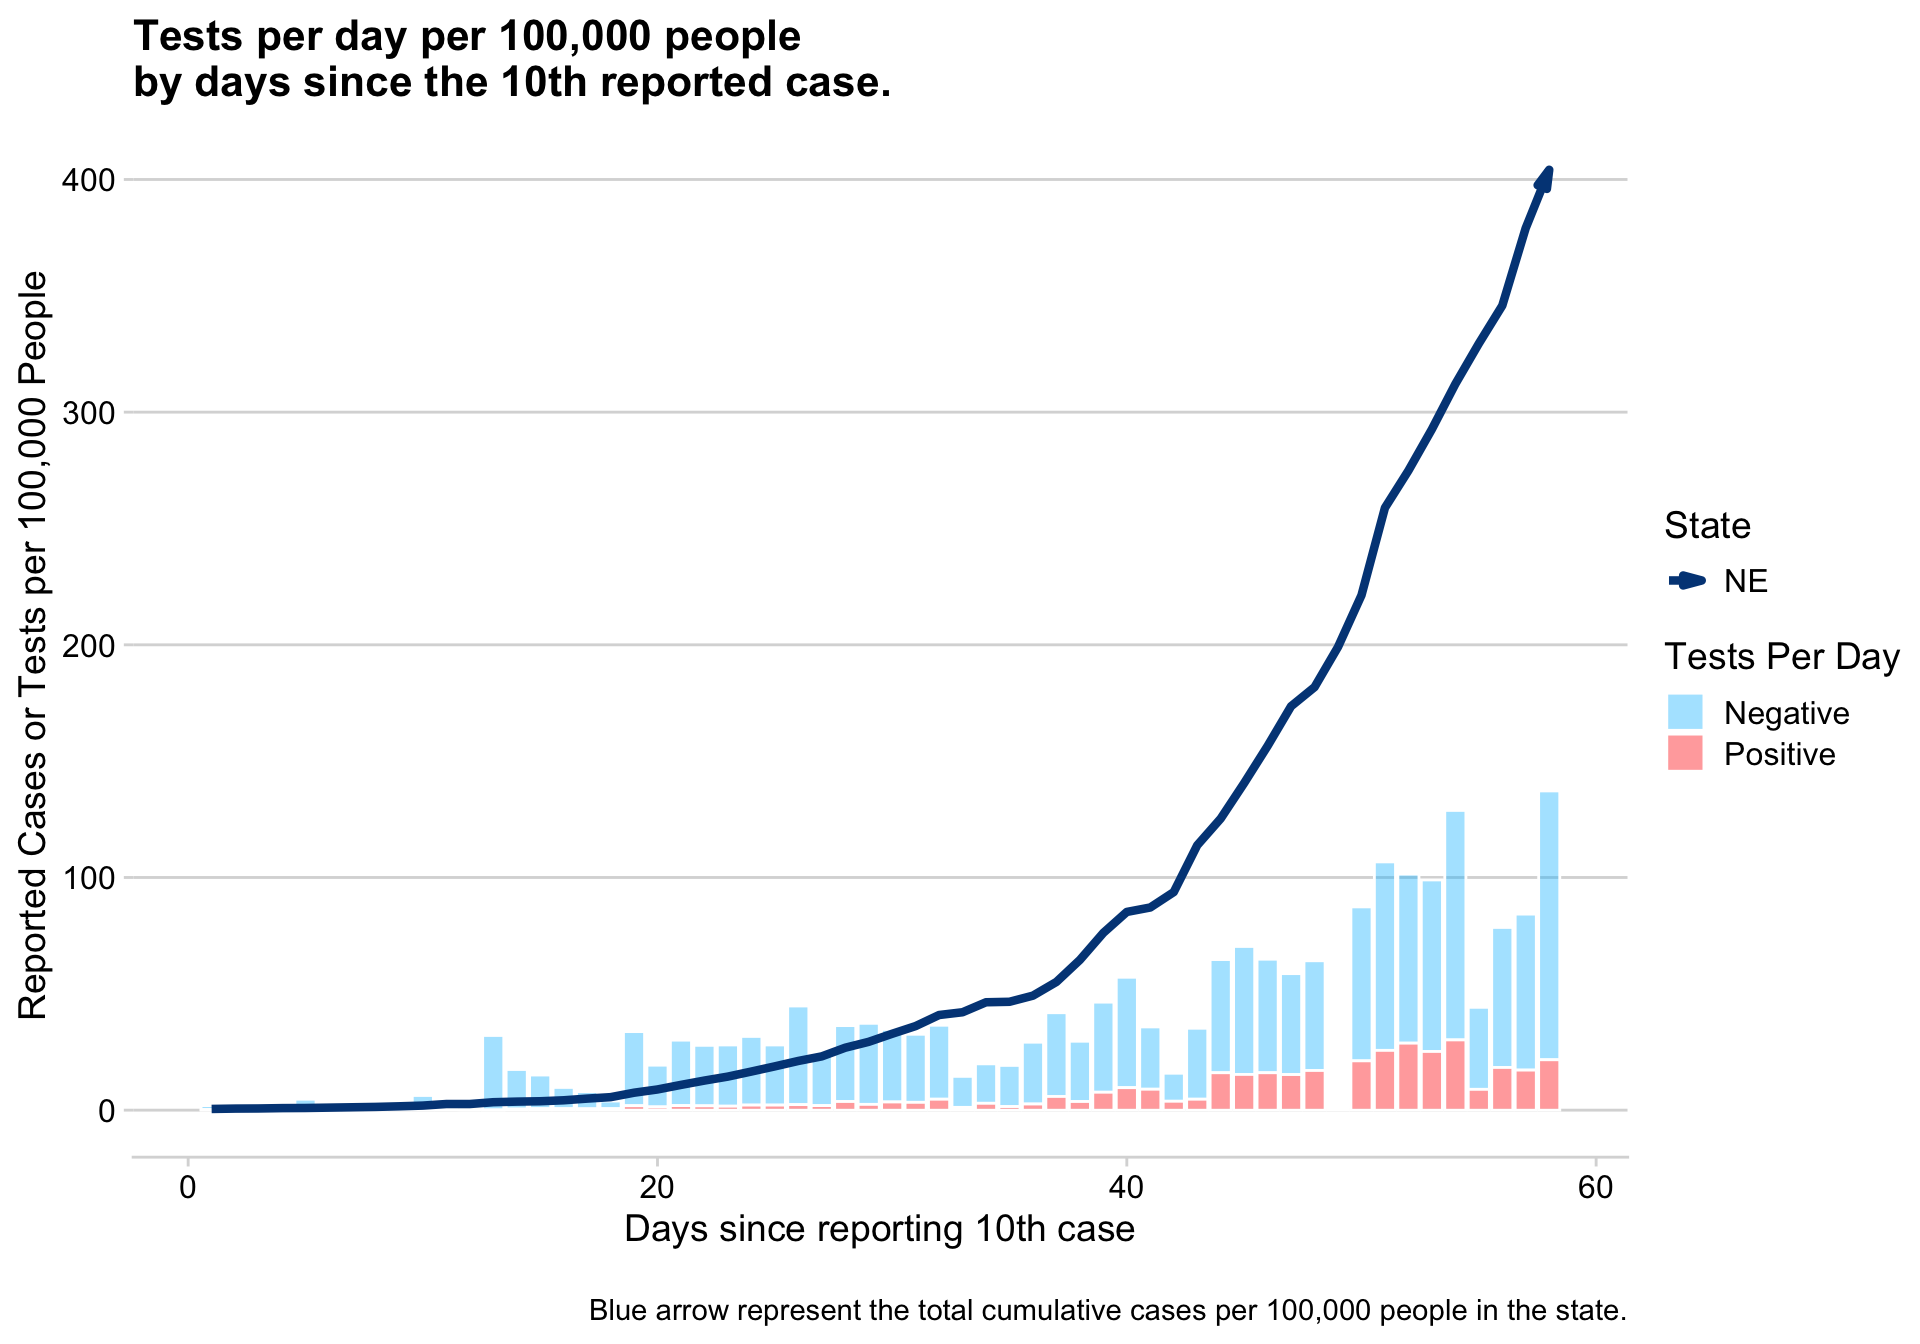 Tests per day per 100,000 people
by days since the 10th reported case.
Reported Cases or Tests per 100,000 People
400
300
200
100
0
0
20
40
60
Days since reporting 10th case
State
NE
Tests Per Day
Negative
Positive
Blue arrow represent the total cumulative cases per 100,000 people in the state.